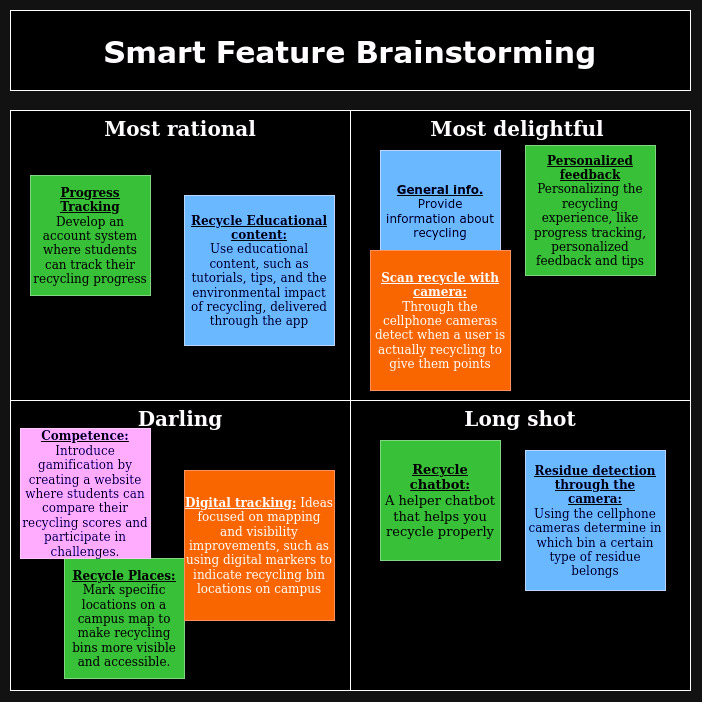 Smart Feature Brainstorming
Most rational
Progress
Tracking
Develop an
account system
where students
can track their
recycling progress
Recycle Educational
content:
Use educational
content, such as
tutorials, tips, and the
environmental impact
of recycling, delivered
through the app
Most delightful
General info.
Provide
information about
recycling
Personalized
feedback
Personalizing the
recycling
experience, like
progress tracking,
personalized
feedback and tips
Scan recycle with
camera:
Through the
cellphone cameras
detect when a user is
actually recycling to
give them points
Darling
Competence:
Introduce
gamification by
creating a website
where students can
compare their
recycling scores and
participate in
challenges.
Digital tracking: Ideas
focused on mapping
and visibility
improvements, such as
using digital markers to
indicate recycling bin
locations on campus
Recycle Places:
Mark specific
locations on a
campus map to
make recycling
bins more visible
and accessible.
Long shot
Recycle
chatbot:
A helper chatbot
that helps you
recycle properly
Residue detection
through the
camera:
Using the cellphone
cameras determine in
which bin a certain
type of residue
belongs